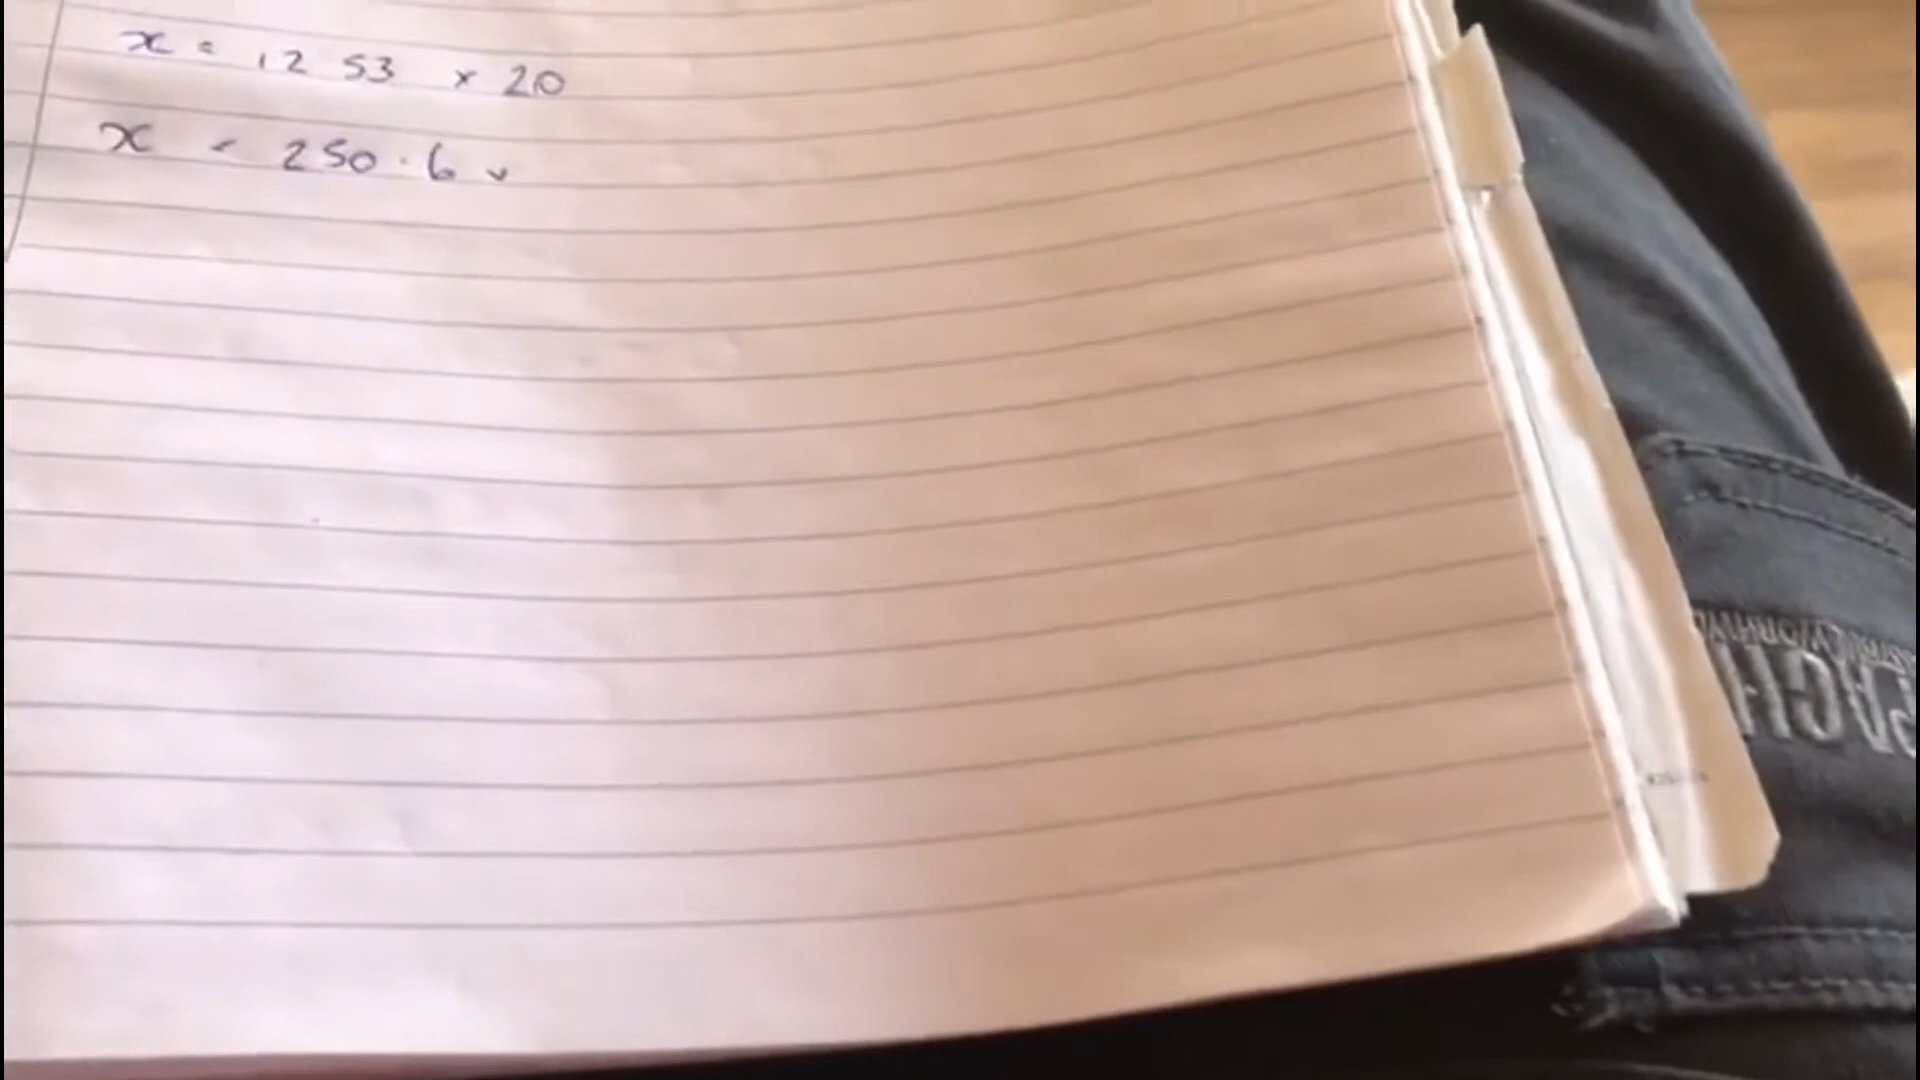 x = 12 53 × 20
x = 250.6 v